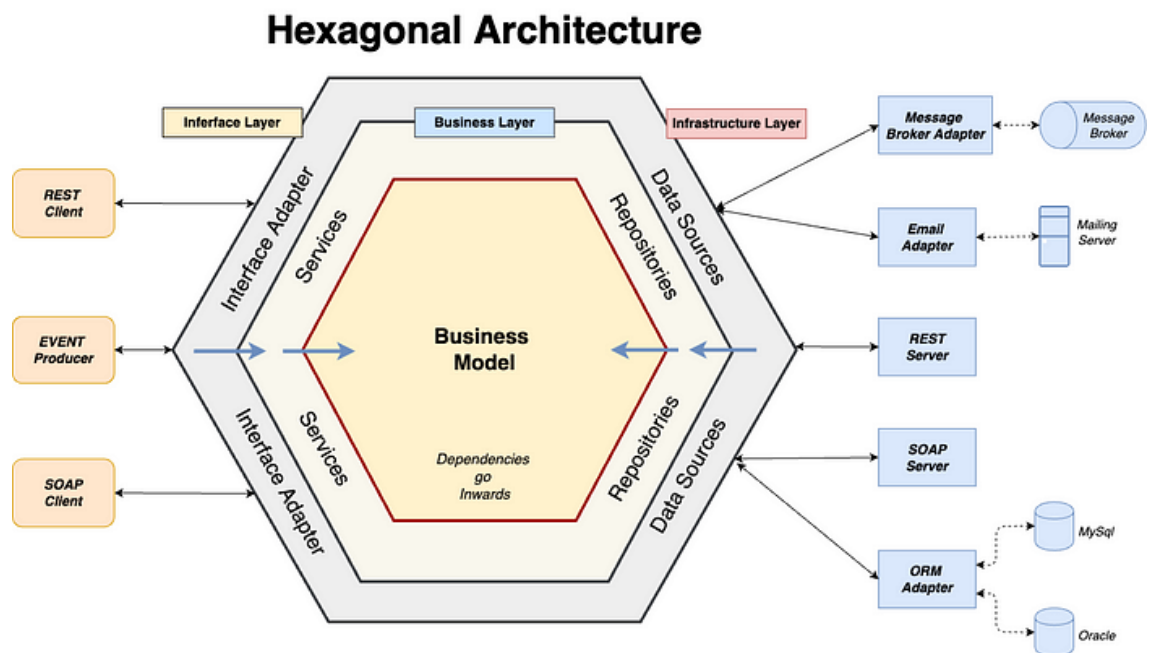 Hexagonal Architecture
Inferface Layer
Business Layer
Infrastructure Layer
REST
Client
EVENT
Producer
SOAP
Client
Interface Adapter
Services
Interface Adapter
Services
Business
Model
Dependencies
go
Inwards
Repositories
Data Sources
Repositories
Data Sources
Message
Broker Adapter
Message
Broker
Email
Adapter
Mailing
Server
REST
Server
SOAP
Server
ORM
Adapter
MySql
Oracle